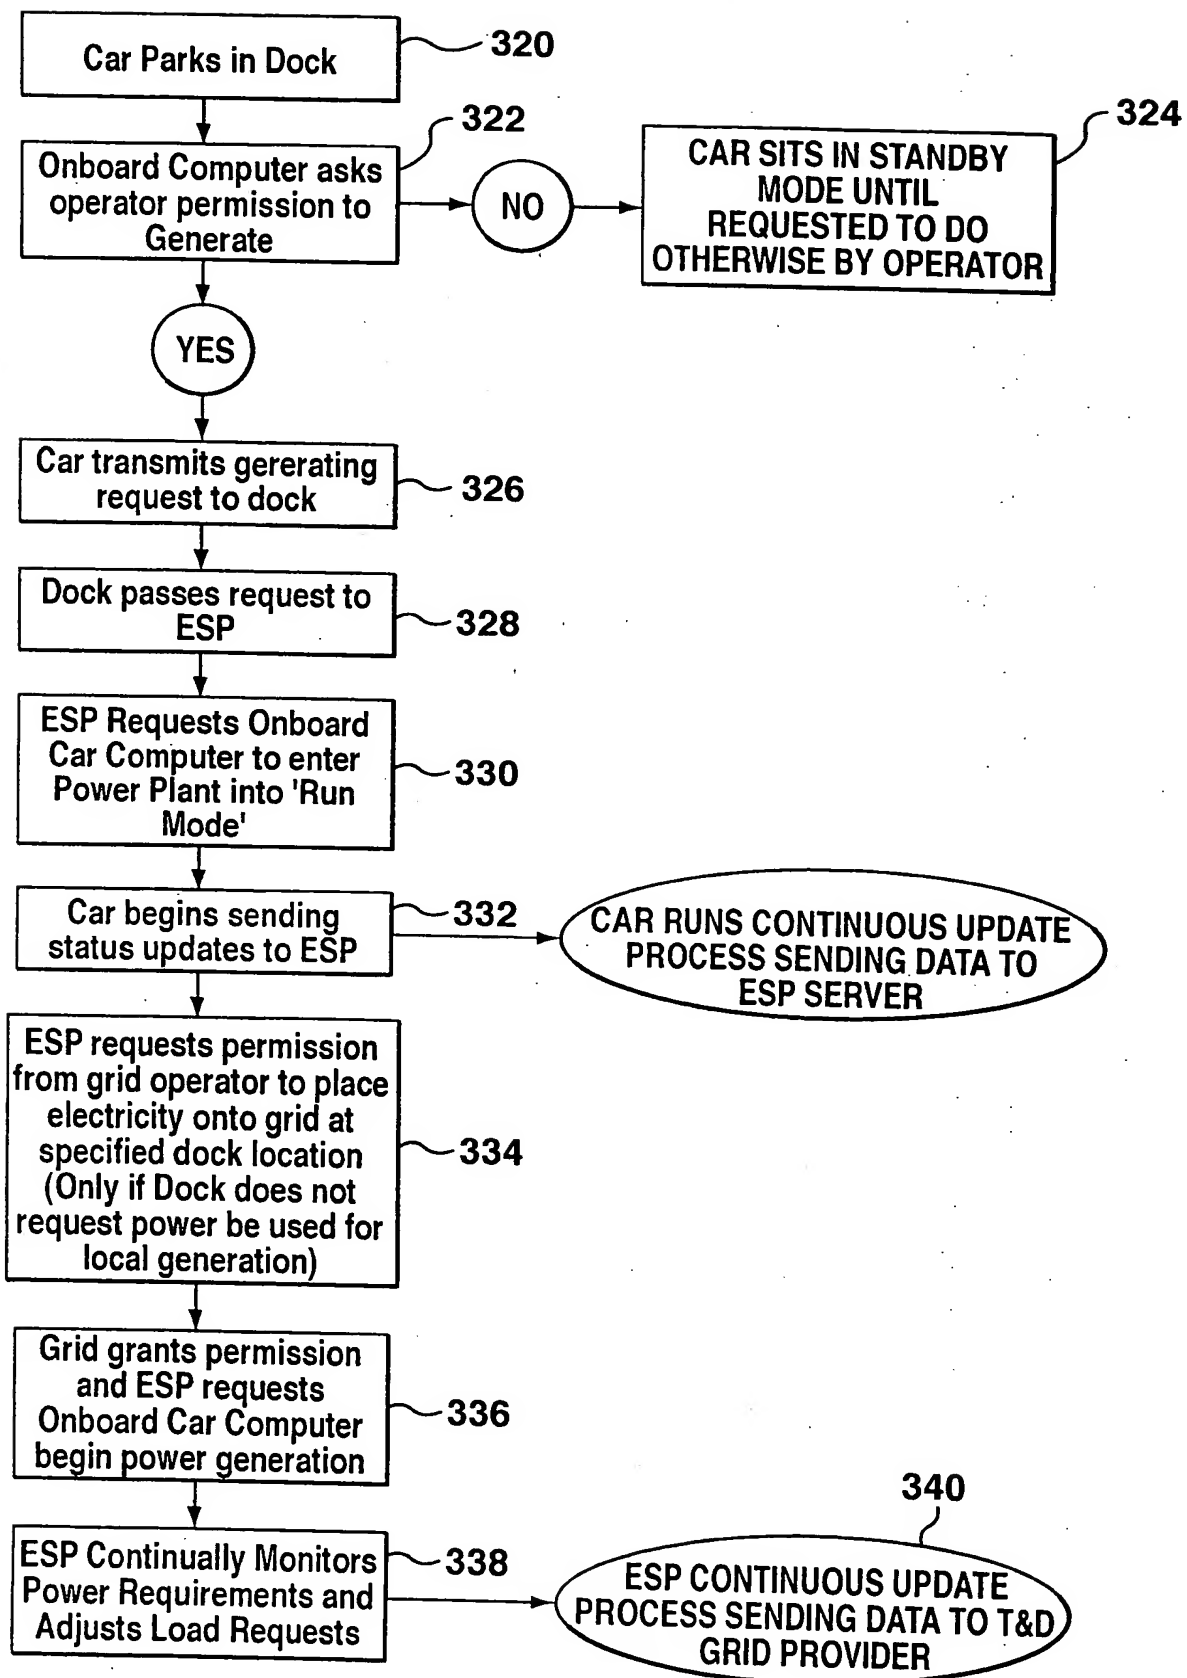 Car Parks in Dock
320
Onboard Computer asks
operator permission to
Generate
322
NO
CAR SITS IN STANDBY
MODE UNTIL
REQUESTED TO DO
OTHERWISE BY OPERATOR
324
YES
Car transmits gererating
request to dock
326
Dock passes request to
ESP
328
ESP Requests Onboard
Car Computer to enter
Power Plant into 'Run
Mode'
330
Car begins sending
status updates to ESP
332
CAR RUNS CONTINUOUS UPDATE
PROCESS SENDING DATA TO
ESP SERVER
ESP requests permission
from grid operator to place
electricity onto grid at
specified dock location
(Only if Dock does not
request power be used for
local generation)
334
Grid grants permission
and ESP requests
Onboard Car Computer
begin power generation
336
ESP Continually Monitors
Power Requirements and
Adjusts Load Requests
338
340
ESP CONTINUOUS UPDATE
PROCESS SENDING DATA TO T&D
GRID PROVIDER